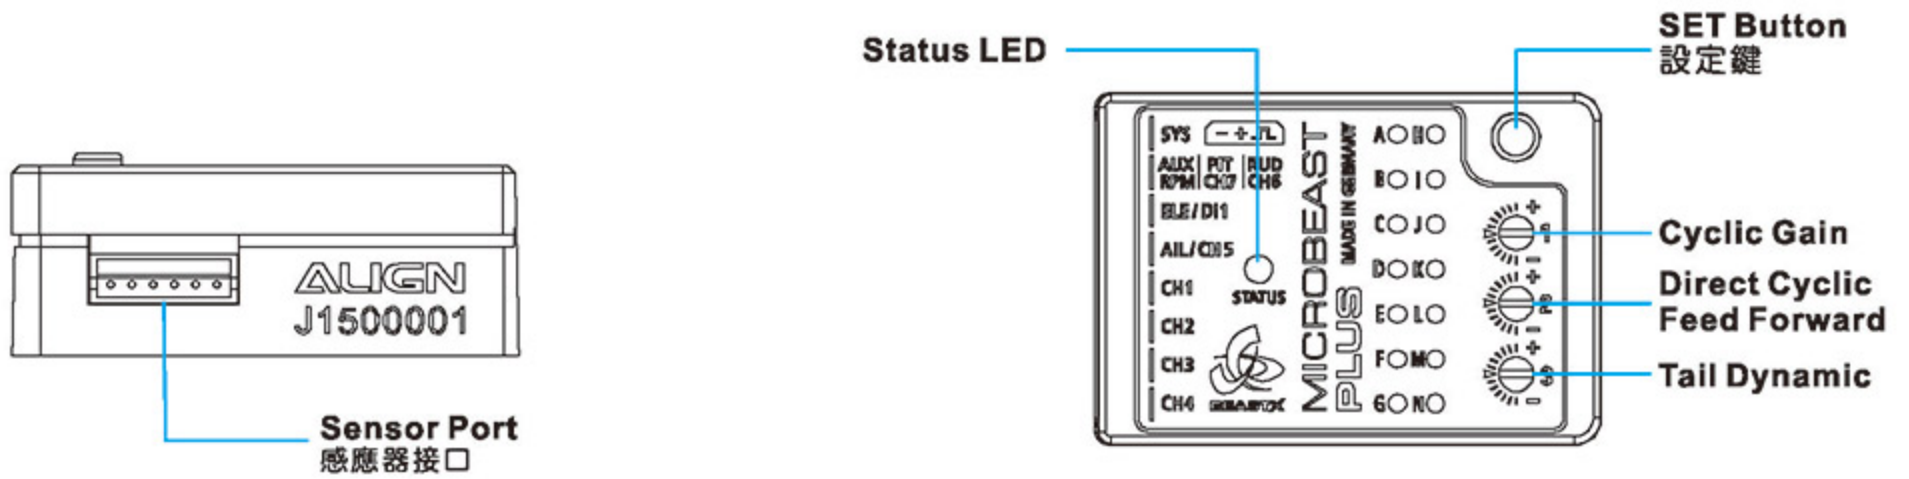 ALIGN
J1500001
Sensor Port
感應器接口
Status LED
SET Button
設定鍵
SYS - +
AUX PIT RUD
RPM CH7 CH6
ELE/DI1
AIL/CH5
CH1
CH2
CH3
CH4
STATUS
BEASTX
MICROBEAST
PLUS
MADE IN GERMANY
A H
B I
C J
D K
E L
F M
G N
+
-
+
-
+
-
Cyclic Gain
Direct Cyclic
Feed Forward
Tail Dynamic